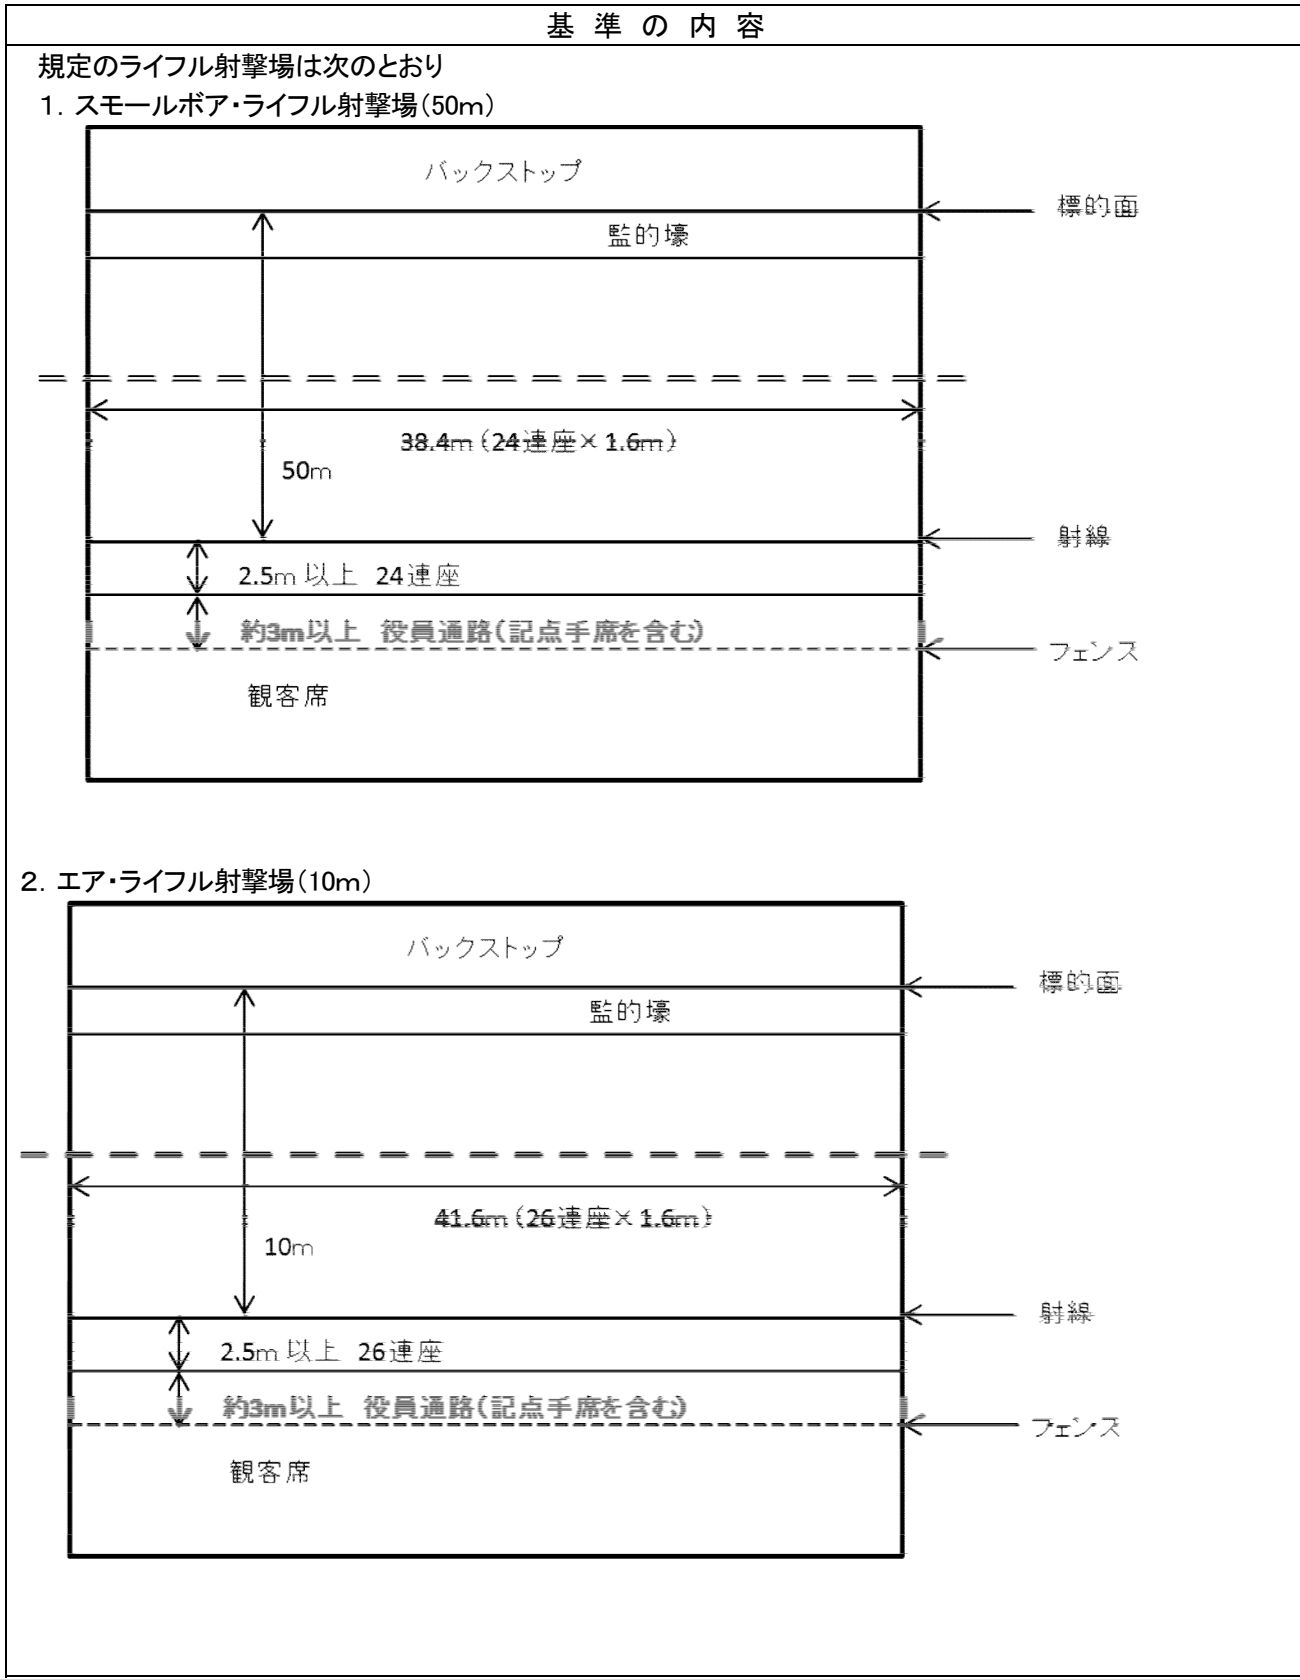 基 準 の 内 容
規定のライフル射撃場は次のとおり
１．スモールボア・ライフル射撃場（50ｍ）
バックストップ
標的面
監的壕
38.4m（24連座×1.6m）
50m
射線
2.5m以上 24連座
約3m以上 役員通路（記点手席を含む）
フェンス
観客席
２．エア・ライフル射撃場（10ｍ）
バックストップ
標的面
監的壕
41.6m（26連座×1.6m）
10m
射線
2.5m以上 26連座
約3m以上 役員通路（記点手席を含む）
フェンス
観客席